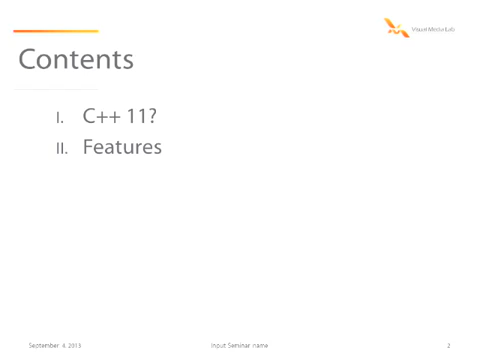 Visual Media Lab
Contents
I. C++ 11?
II. Features
September 4, 2013 Input Seminar name 2